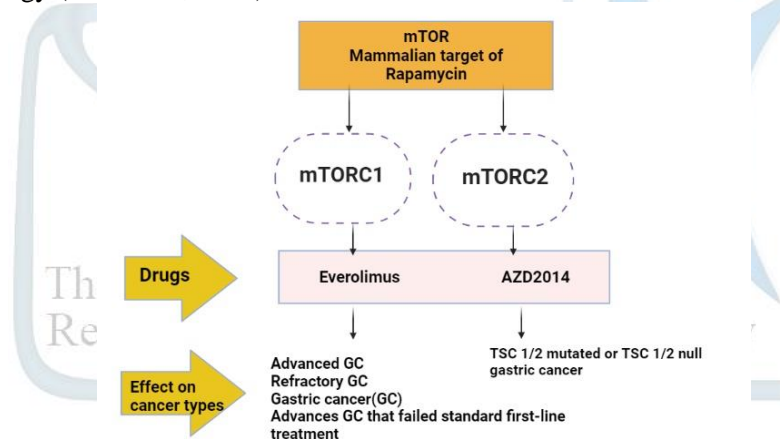 mTOR
Mammalian target of
Rapamycin
mTORC1
mTORC2
Drugs
Everolimus
AZD2014
Th
Re
Effect on
cancer types
Advanced GC
Refractory GC
Gastric cancer(GC)
Advances GC that failed standard first-line
treatment
TSC 1/2 mutated or TSC 1/2 null
gastric cancer